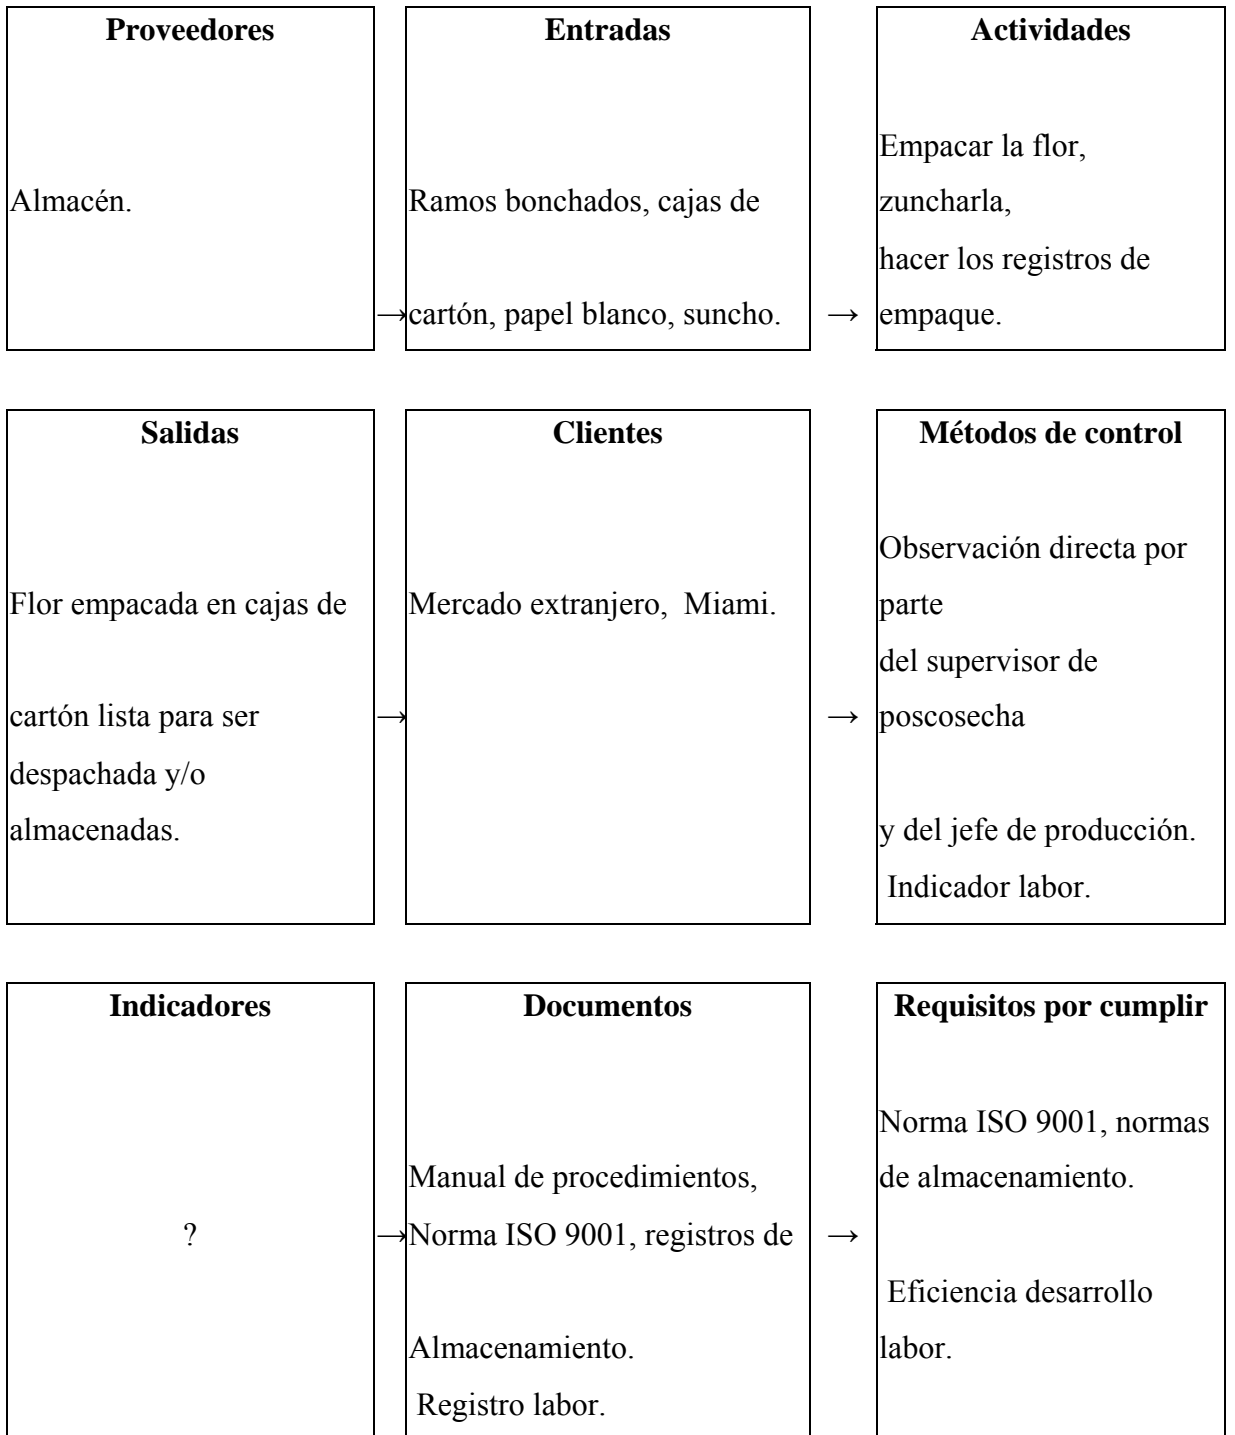 Proveedores
Almacén.
→
Entradas
Ramos bonchados, cajas de
cartón, papel blanco, suncho.
→
Actividades
Empacar la flor,
zuncharla,
hacer los registros de
empaque.
Salidas
Flor empacada en cajas de
cartón lista para ser
despachada y/o
almacenadas.
→
Clientes
Mercado extranjero,  Miami.
→
Métodos de control
Observación directa por
parte
del supervisor de
poscosecha
y del jefe de producción.
Indicador labor.
Indicadores
?
→
Documentos
Manual de procedimientos,
Norma ISO 9001, registros de
Almacenamiento.
Registro labor.
→
Requisitos por cumplir
Norma ISO 9001, normas
de almacenamiento.
Eficiencia desarrollo
labor.